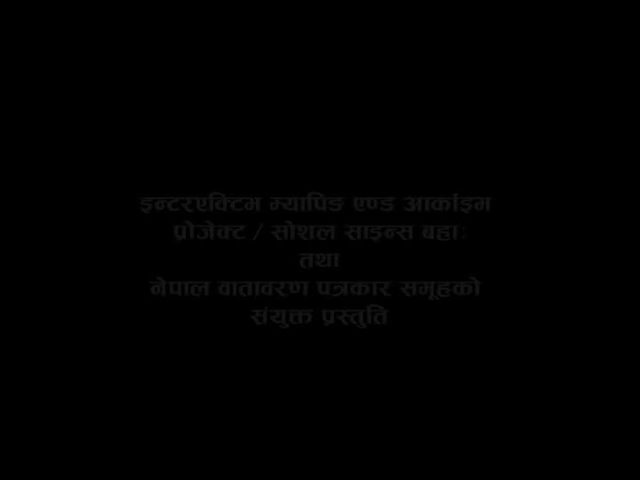 इन्टरएक्टिभ म्यापिङ एण्ड आर्काइभ
प्रोजेक्ट / सोशल साइन्स बहाः
तथा
नेपाल वातावरण पत्रकार समूहको
संयुक्त प्रस्तुति